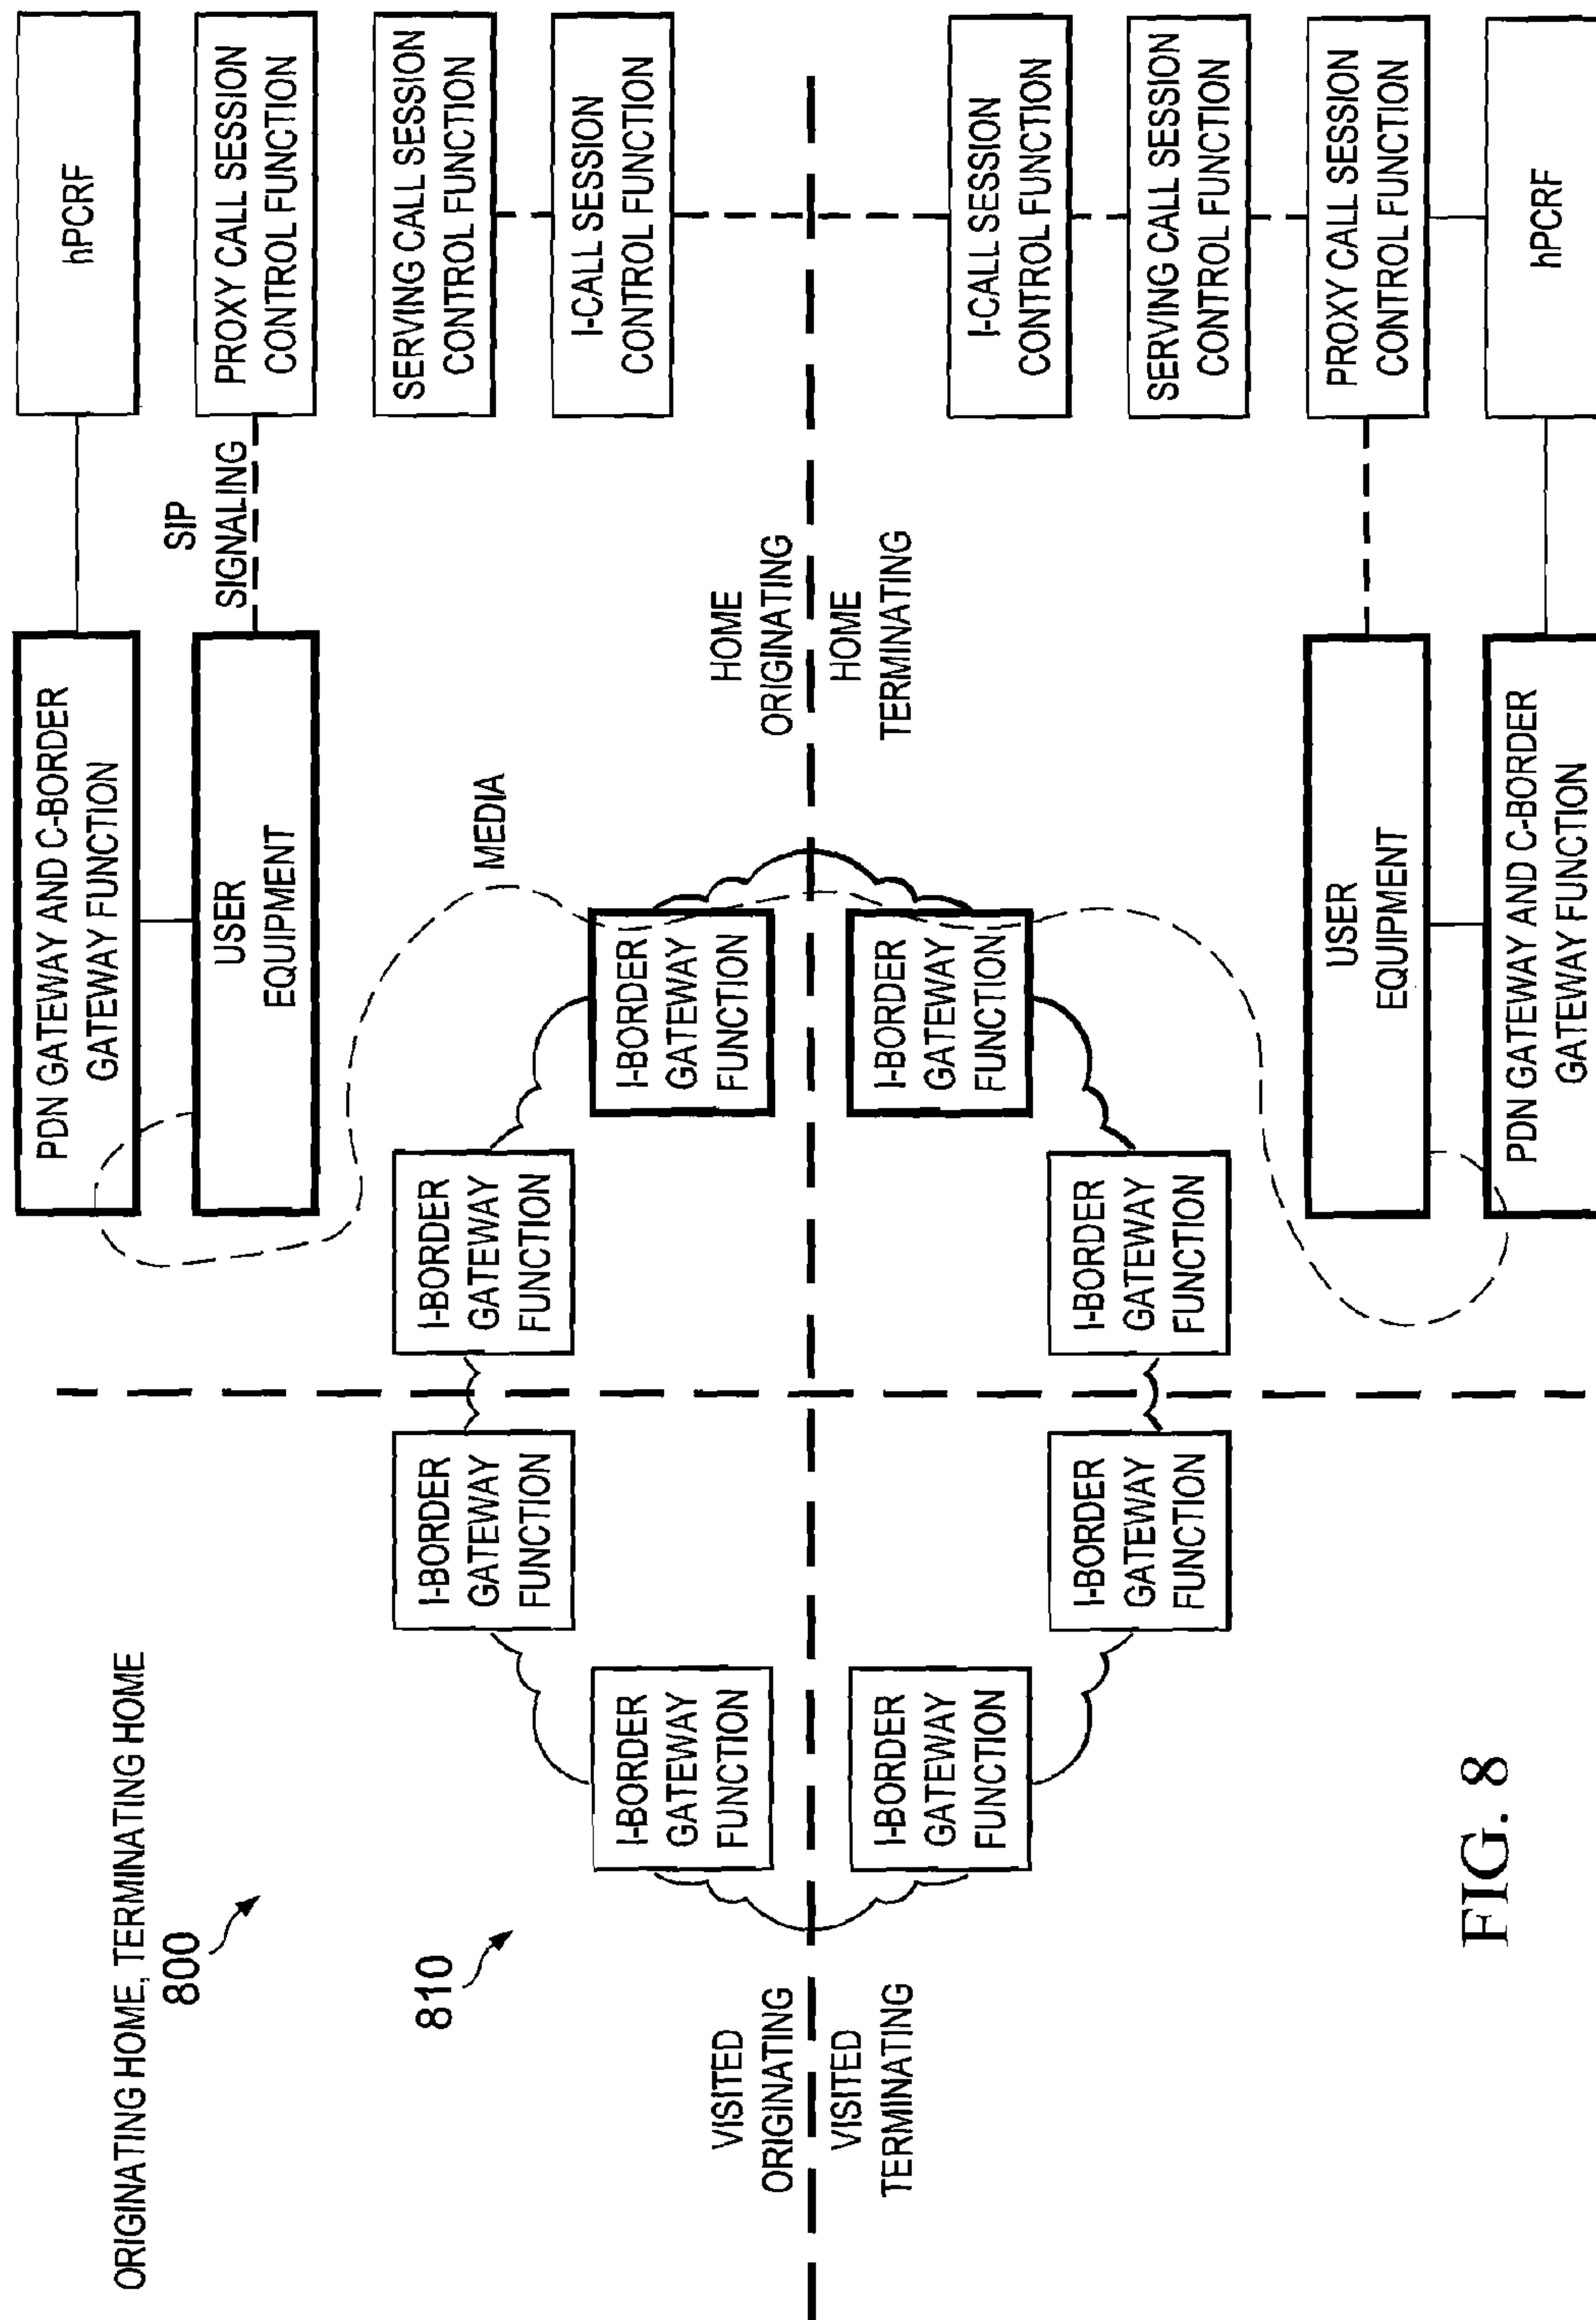 ORIGINATING HOME, TERMINATING HOME
800
PDN GATEWAY AND C-BORDER
GATEWAY FUNCTION
hPCRF
USER
EQUIPMENT
SIP
SIGNALING
PROXY CALL SESSION
CONTROL FUNCTION
810
I-BORDER
GATEWAY
FUNCTION
I-BORDER
GATEWAY
FUNCTION
MEDIA
SERVING CALL SESSION
CONTROL FUNCTION
I-BORDER
GATEWAY
FUNCTION
I-BORDER
GATEWAY
FUNCTION
I-CALL SESSION
CONTROL FUNCTION
VISITED
ORIGINATING
HOME
ORIGINATING
VISITED
TERMINATING
HOME
TERMINATING
I-BORDER
GATEWAY
FUNCTION
I-BORDER
GATEWAY
FUNCTION
I-CALL SESSION
CONTROL FUNCTION
I-BORDER
GATEWAY
FUNCTION
I-BORDER
GATEWAY
FUNCTION
SERVING CALL SESSION
CONTROL FUNCTION
USER
EQUIPMENT
PROXY CALL SESSION
CONTROL FUNCTION
PDN GATEWAY AND C-BORDER
GATEWAY FUNCTION
hPCRF
FIG. 8